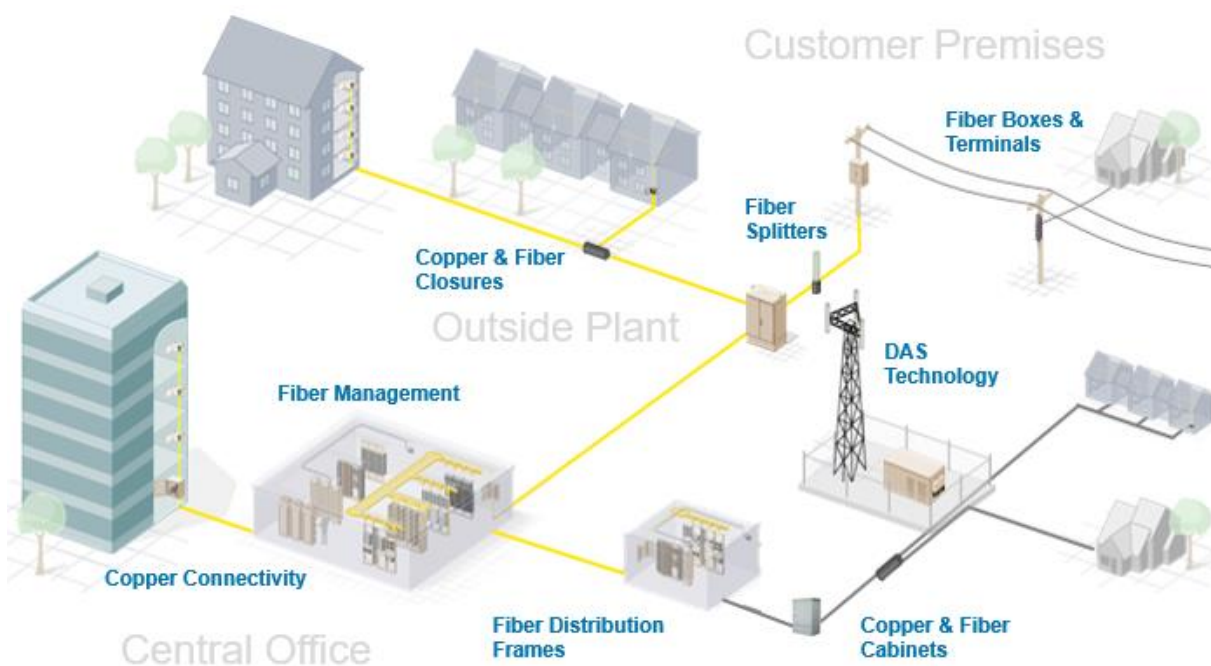 Customer Premises
Fiber Boxes &
Terminals
Fiber
Splitters
Copper & Fiber
Closures
Outside Plant
DAS
Technology
Fiber Management
Copper Connectivity
Fiber Distribution
Frames
Copper & Fiber
Cabinets
Central Office